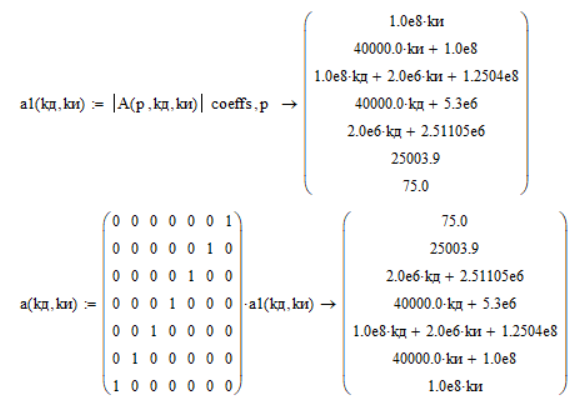 1.0e8·ки
40000.0·ки + 1.0e8
1.0e8·кд + 2.0e6·ки + 1.2504e8
a1(кд,ки) := |A(p,кд,ки)| coeffs,p → 40000.0·кд + 5.3e6
2.0e6·кд + 2.51105e6
25003.9
75.0
0 0 0 0 0 0 1 75.0
0 0 0 0 0 1 0 25003.9
0 0 0 0 1 0 0 2.0e6·кд + 2.51105e6
a(кд,ки) := 0 0 0 1 0 0 0 ·a1(кд,ки) → 40000.0·кд + 5.3e6
0 0 1 0 0 0 0 1.0e8·кд + 2.0e6·ки + 1.2504e8
0 1 0 0 0 0 0 40000.0·ки + 1.0e8
1 0 0 0 0 0 0 1.0e8·ки